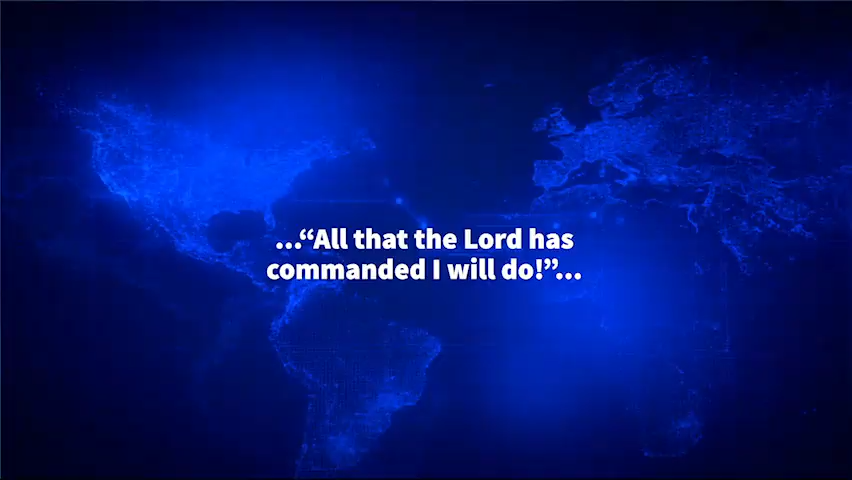 ...“All that the Lord has
commanded I will do!”...